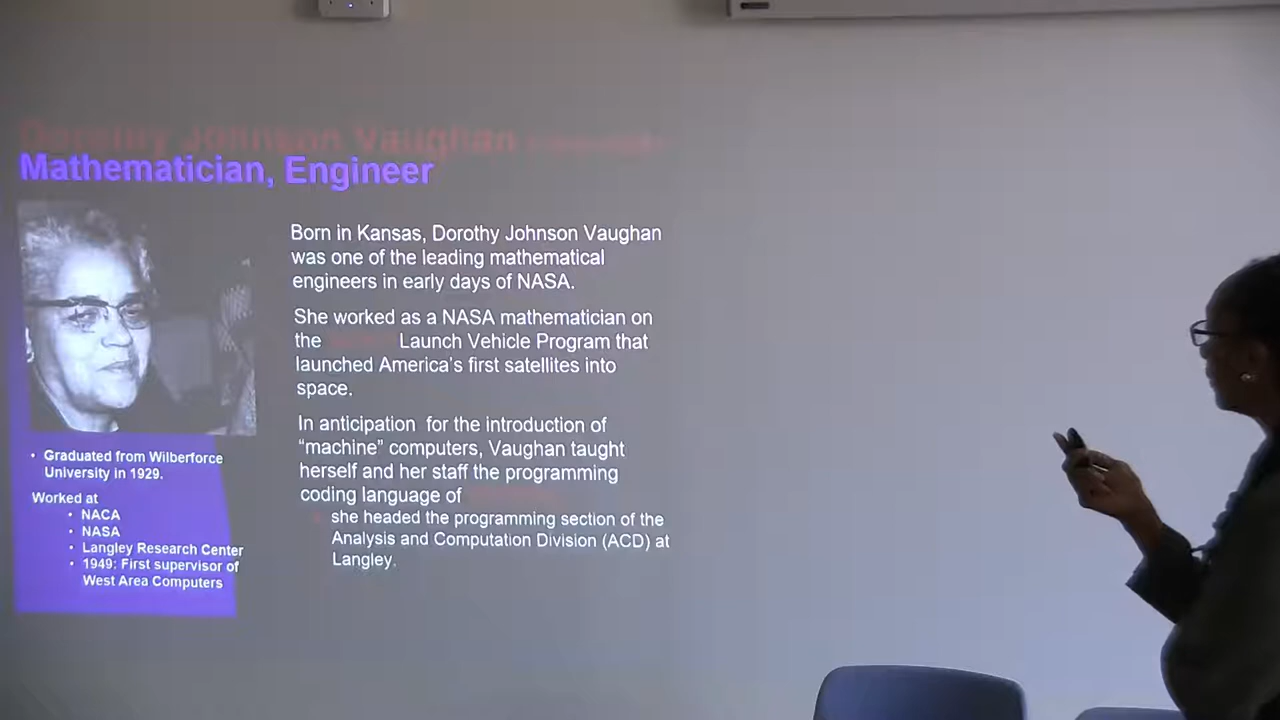 Dorothy Johnson Vaughan
Mathematician, Engineer
Born in Kansas, Dorothy Johnson Vaughan
was one of the leading mathematical
engineers in early days of NASA.
She worked as a NASA mathematician on
the Launch Vehicle Program that
launched America's first satellites into
space.
In anticipation for the introduction of
“machine” computers, Vaughan taught
herself and her staff the programming
coding language of
she headed the programming section of the
Analysis and Computation Division (ACD) at
Langley.
• Graduated from Wilberforce
University in 1929.
Worked at
• NACA
• NASA
• Langley Research Center
• 1949: First supervisor of
West Area Computers